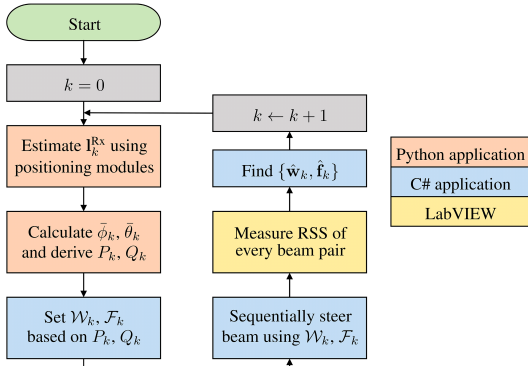 Start
k = 0
k ← k + 1
Estimate l_k^Rx using
positioning modules
Find {ŵ_k, f̂_k}
Calculate ϕ̄_k, θ̄_k
and derive P_k, Q_k
Measure RSS of
every beam pair
Set 𝒲_k, ℱ_k
based on P_k, Q_k
Sequentially steer
beam using 𝒲_k, ℱ_k
Python application
C# application
LabVIEW